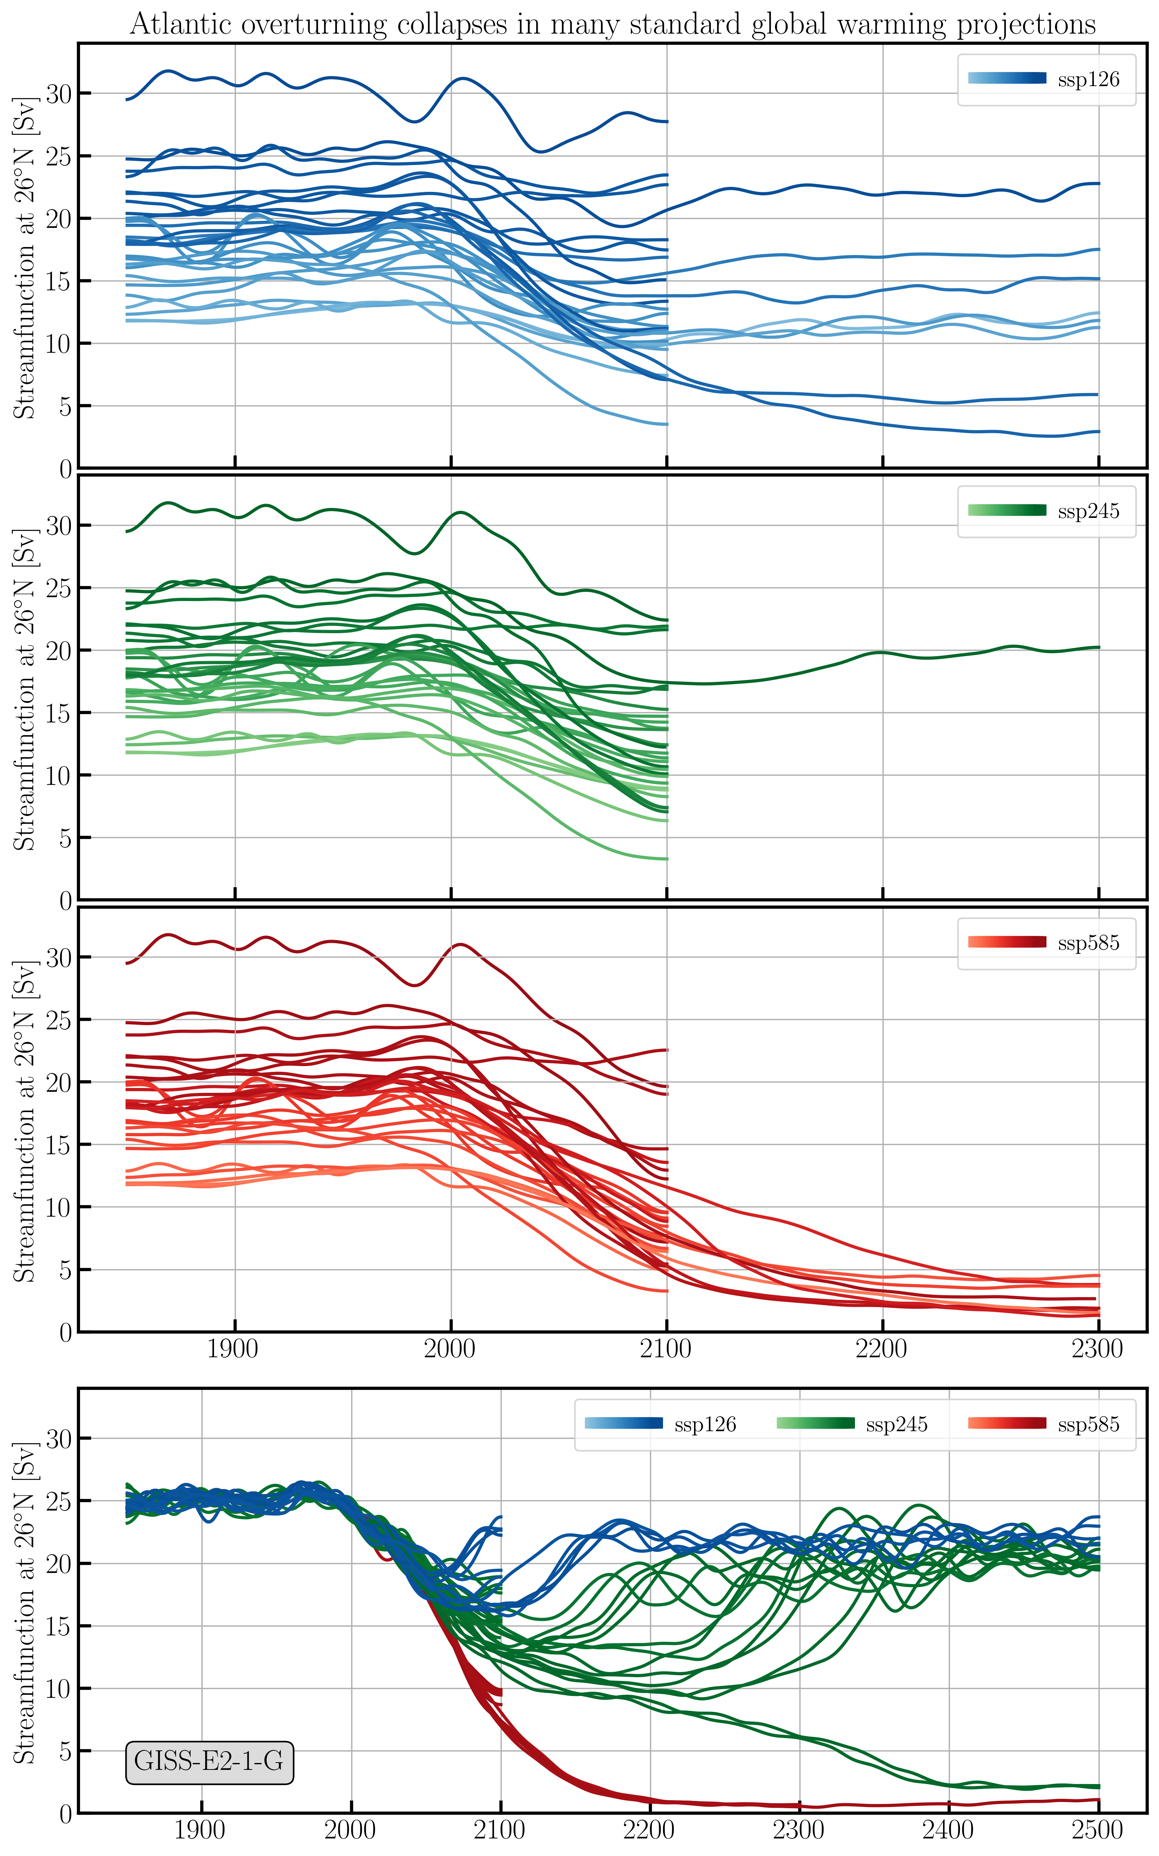 Atlantic overturning collapses in many standard global warming projections
Streamfunction at 26°N [Sv]
30
25
20
15
10
5
0
ssp126
Streamfunction at 26°N [Sv]
30
25
20
15
10
5
0
ssp245
Streamfunction at 26°N [Sv]
30
25
20
15
10
5
0
ssp585
1900 2000 2100 2200 2300
Streamfunction at 26°N [Sv]
30
25
20
15
10
5
0
ssp126 ssp245 ssp585
GISS-E2-1-G
1900 2000 2100 2200 2300 2400 2500